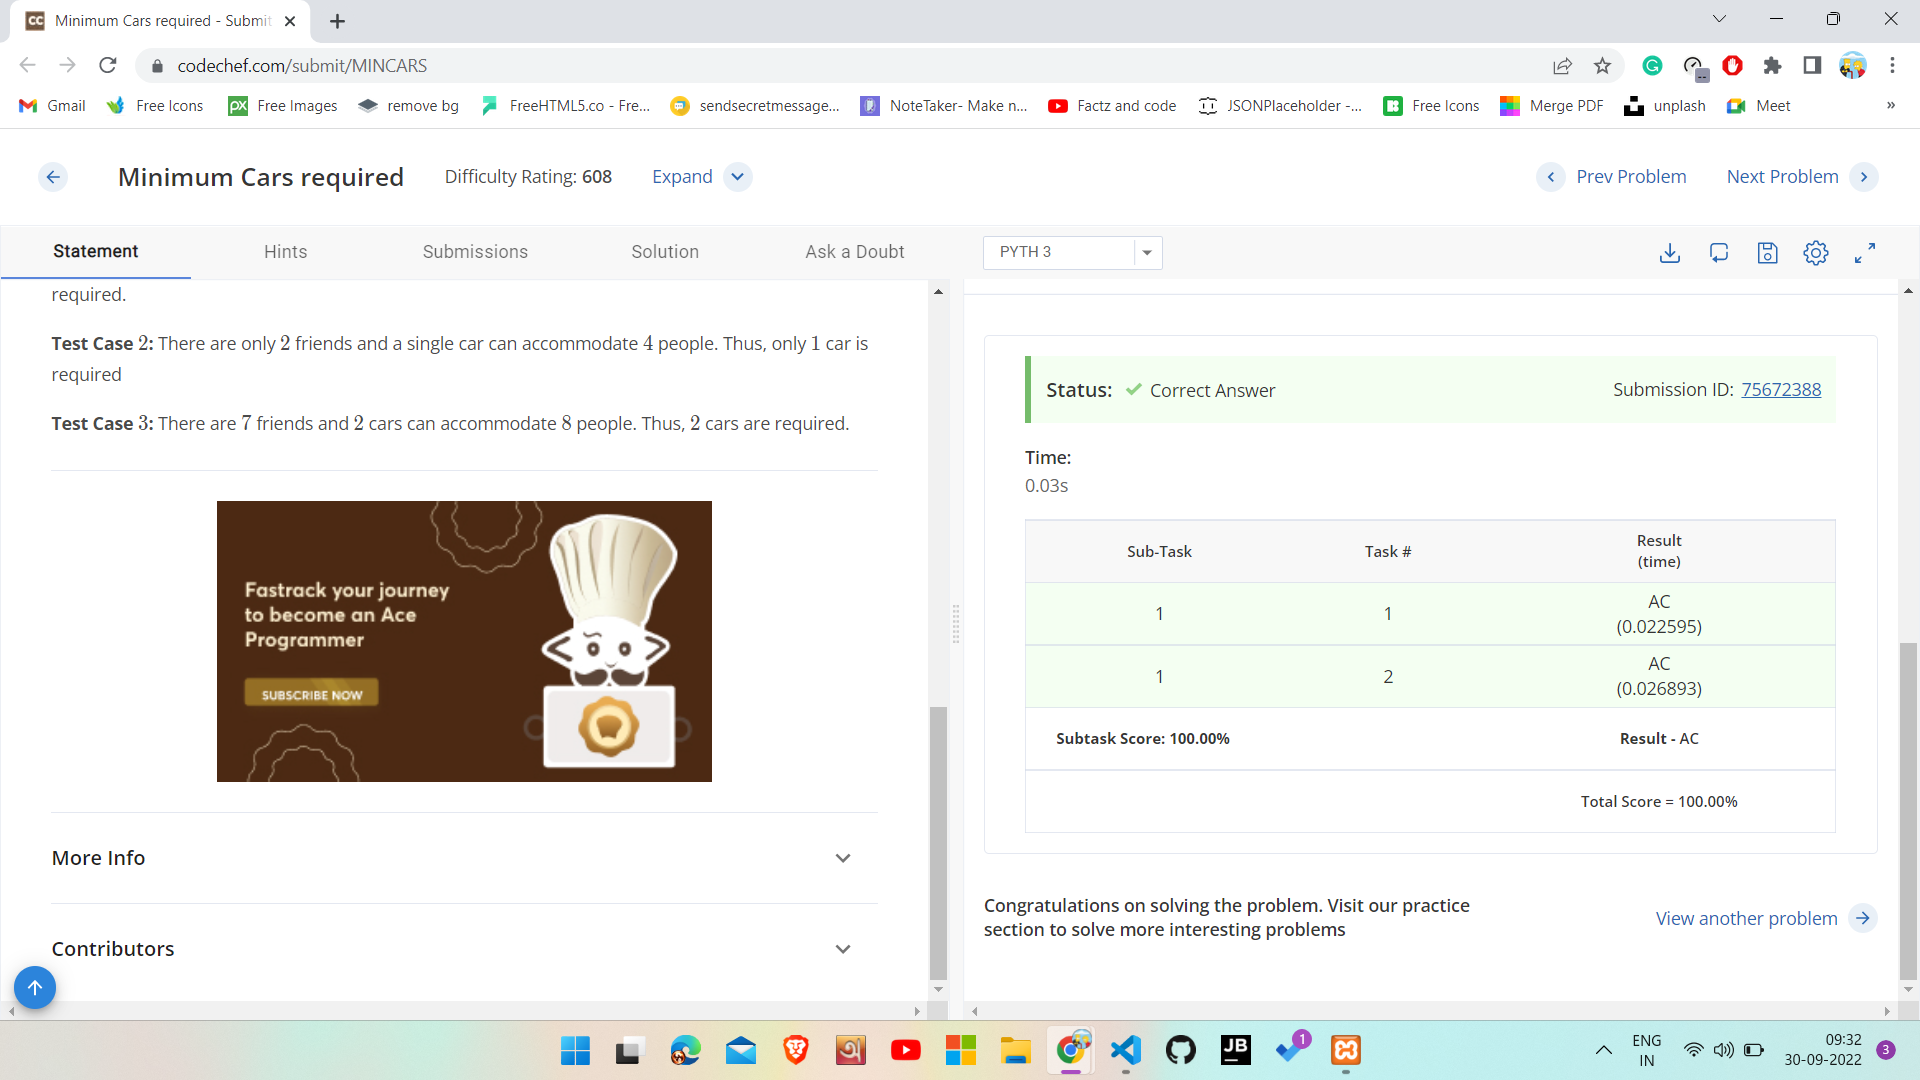 CC Minimum Cars required - Submit
codechef.com/submit/MINCARS
Gmail Free Icons px Free Images remove bg FreeHTML5.co - Fre... sendsecretmessage... NoteTaker- Make n... Factz and code JSONPlaceholder -... Free Icons Merge PDF unplash Meet »
Minimum Cars required Difficulty Rating: 608 Expand Prev Problem Next Problem
Statement Hints Submissions Solution Ask a Doubt PYTH 3
required.
Test Case 2: There are only 2 friends and a single car can accommodate 4 people. Thus, only 1 car is
required
Test Case 3: There are 7 friends and 2 cars can accommodate 8 people. Thus, 2 cars are required.
Fastrack your journey
to become an Ace
Programmer
SUBSCRIBE NOW
More Info
Contributors
Status: Correct Answer Submission ID: 75672388
Time:
0.03s
Sub-Task Task # Result
(time)
1 1 AC
(0.022595)
1 2 AC
(0.026893)
Subtask Score: 100.00% Result - AC
Total Score = 100.00%
Congratulations on solving the problem. Visit our practice
section to solve more interesting problems
View another problem
JB 1 ENG
IN
09:32
30-09-2022 3